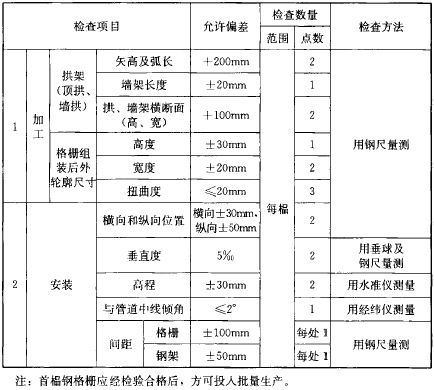 检查项目 允许偏差 检查数量 检查方法
范围 点数
1 加工 拱架（顶拱、墙拱） 矢高及弧长 +200mm 每榀 2 用钢尺量测
墙架长度 ±20mm 1
拱、墙架横断面（高、宽） +100mm 2
格栅组装后外轮廓尺寸 高度 ±30mm 1
宽度 ±20mm 2
扭曲度 ≤20mm 3
2 安装 横向和纵向位置 横向±30mm、纵向±50mm 2
垂直度 5‰ 2 用垂球及钢尺量测
高程 ±30mm 2 用水准仪测量
与管道中线倾角 ≤2° 1 用经纬仪测量
间距 格栅 ±100mm 每处1 用钢尺量测
钢架 ±50mm 每处1
注：首榀钢格栅应经检验合格后，方可投入批量生产。